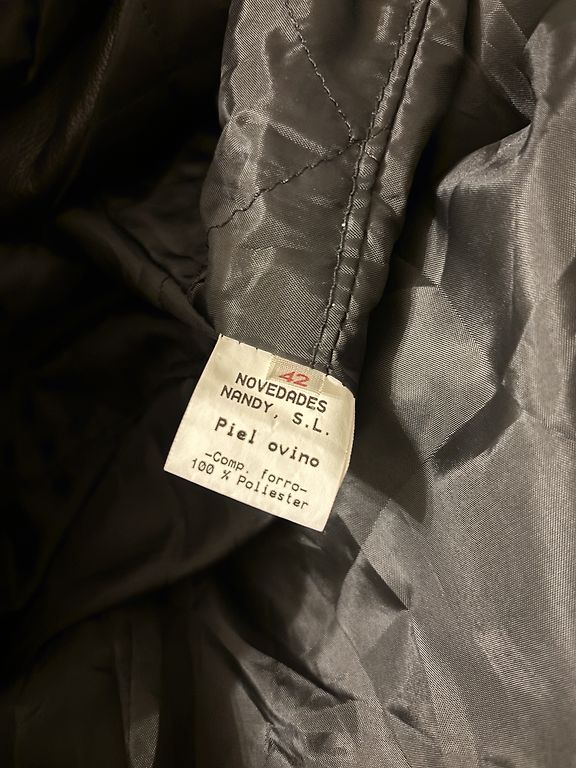 42
NOVEDADES
NANDY, S.L.
Piel ovino
-Comp. forro-
100 % Poliester